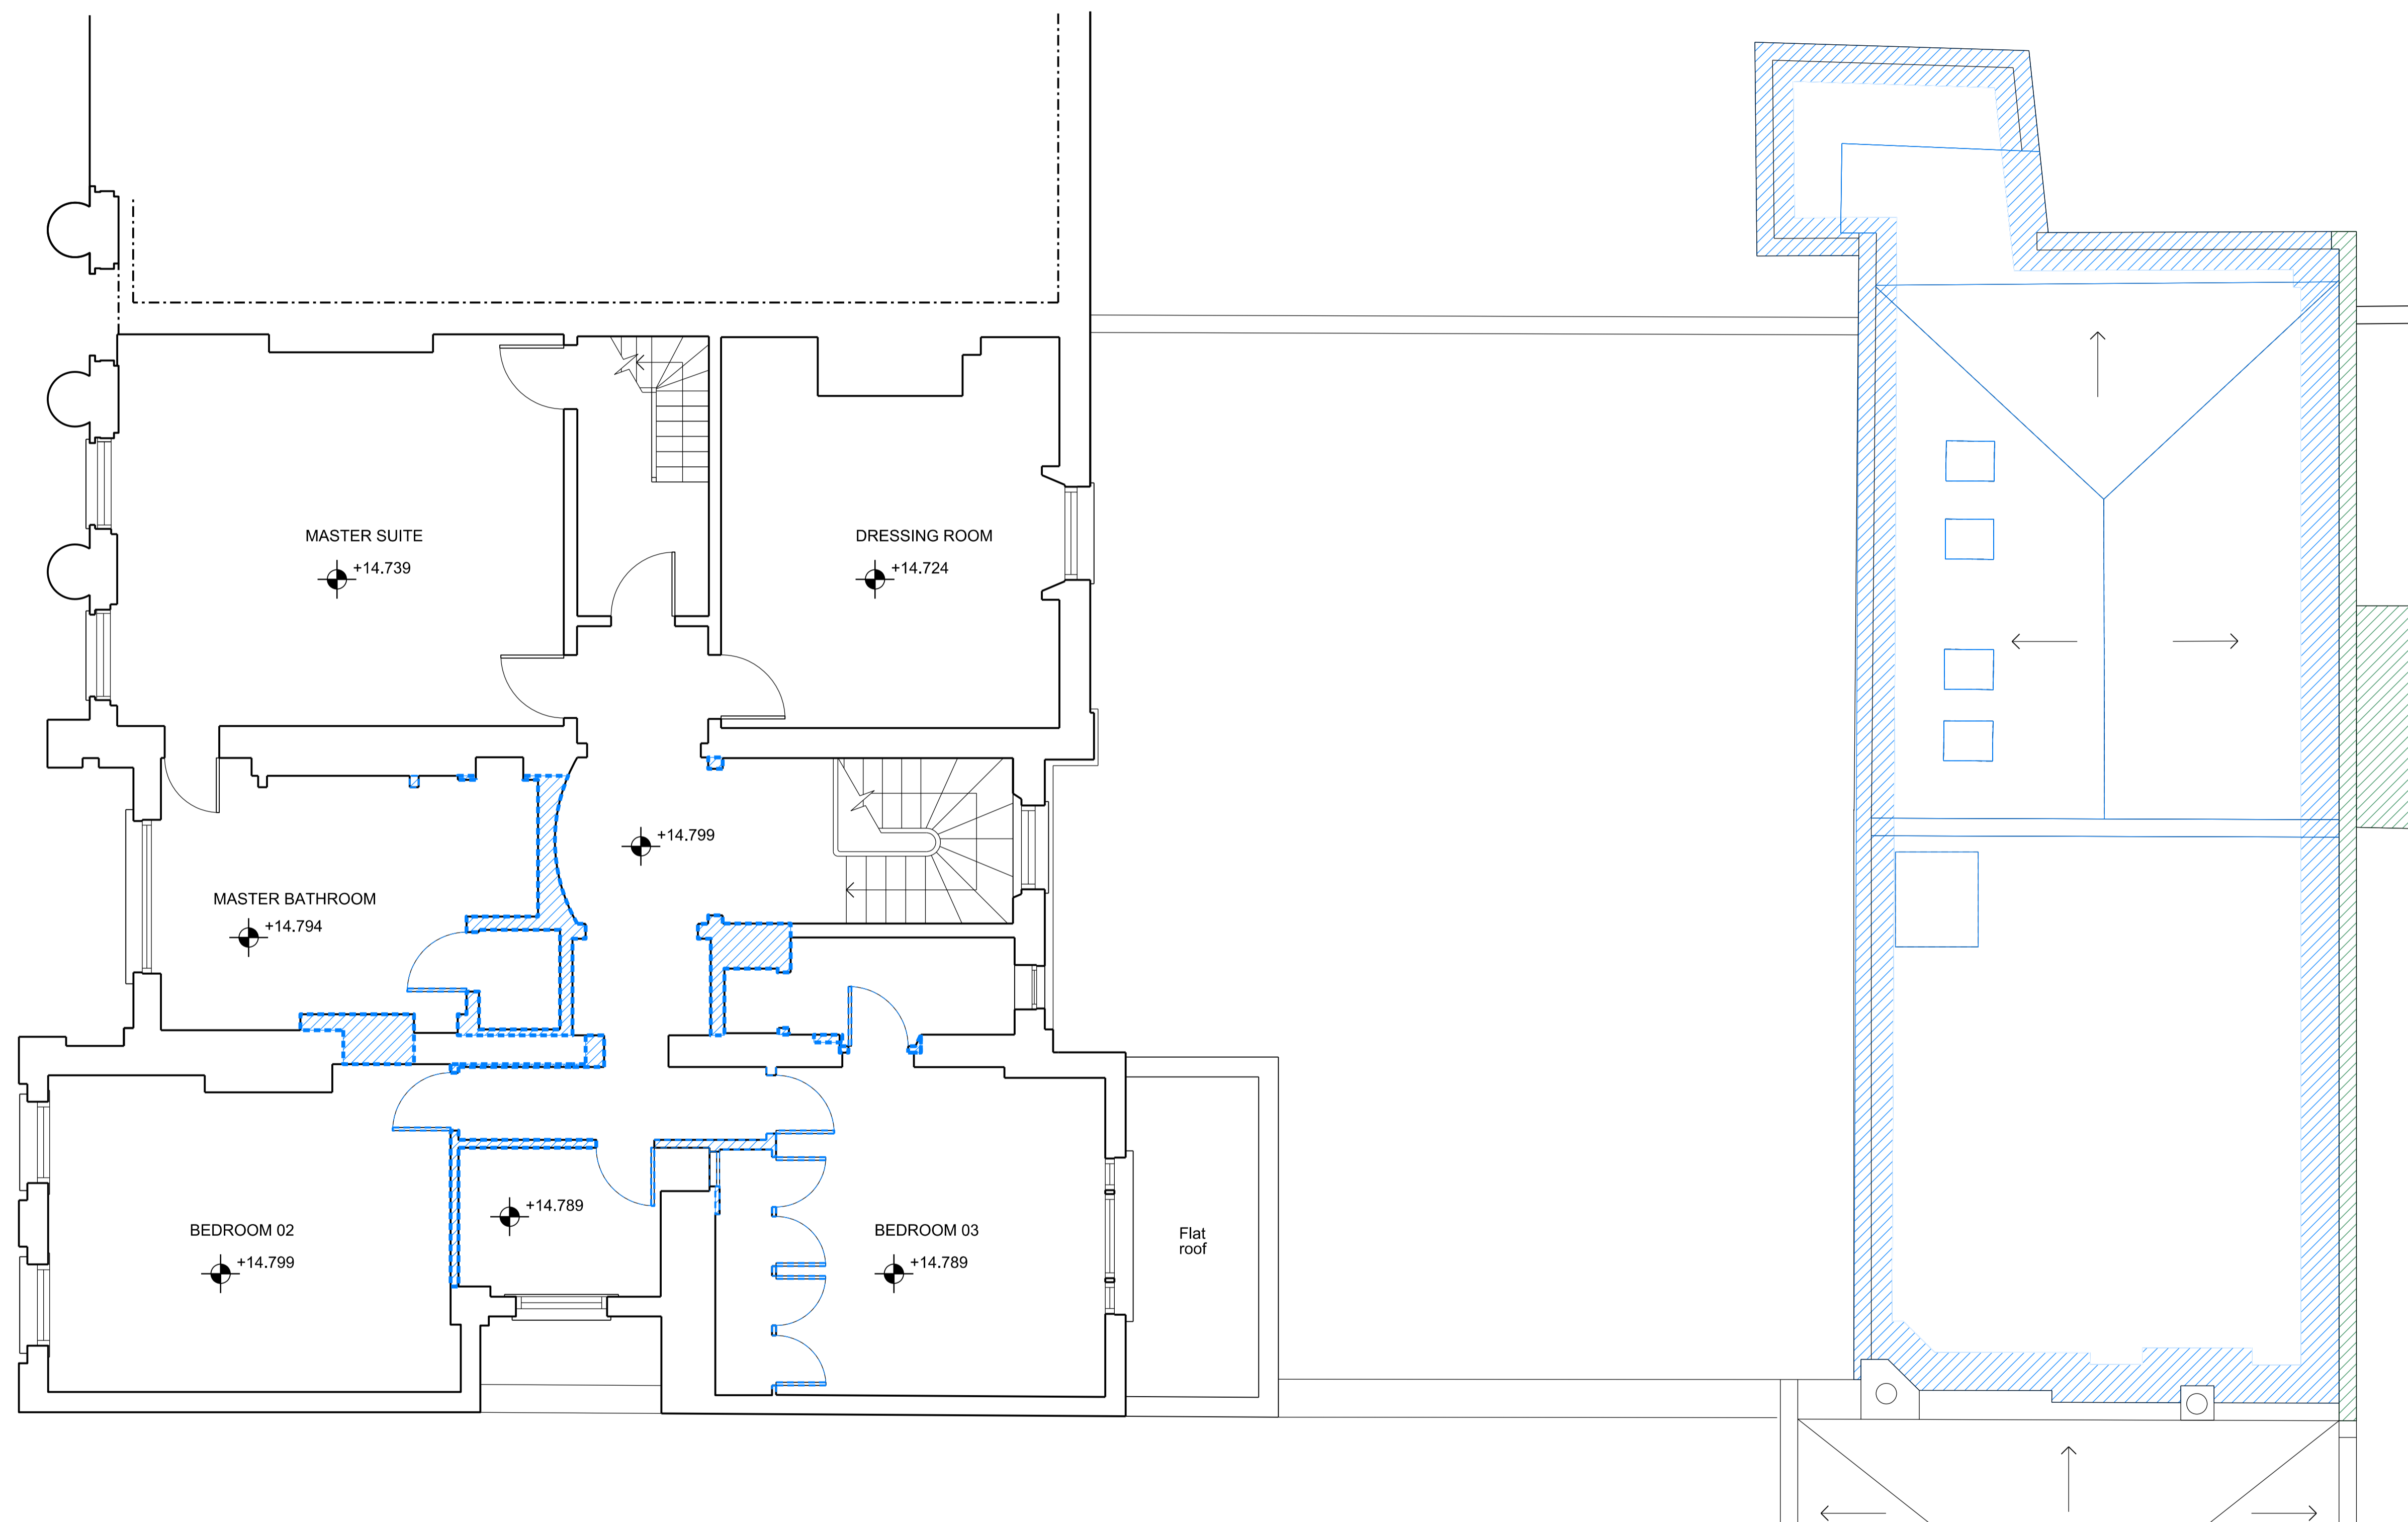 MASTER SUITE
+14.739
DRESSING ROOM
+14.724
+14.799
MASTER BATHROOM
+14.794
+14.789
BEDROOM 02
+14.799
BEDROOM 03
+14.789
Flat
roof